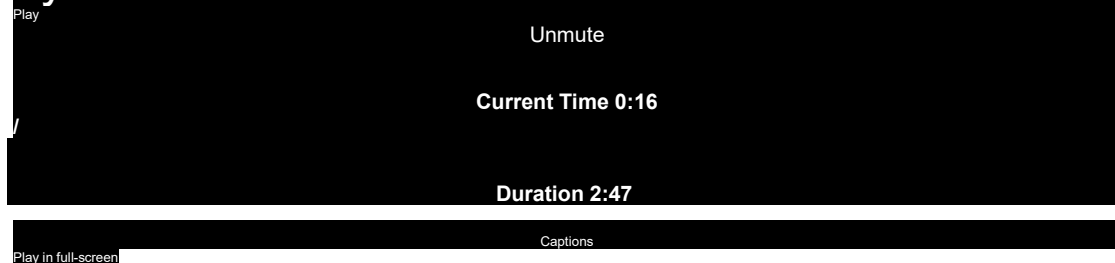 Play
Unmute
Current Time 0:16
/
Duration 2:47
Captions
Play in full-screen